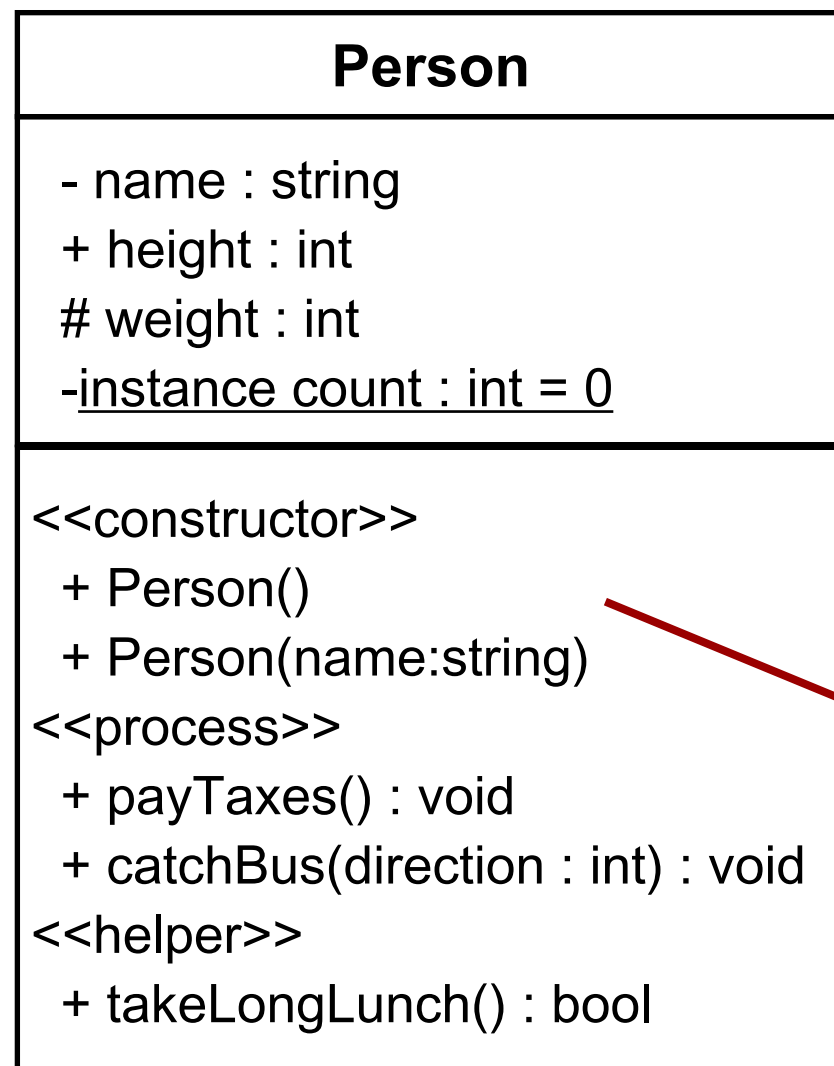 Person
- name : string
+ height : int
# weight : int
-instance count : int = 0
<<constructor>>
+ Person()
+ Person(name:string)
<<process>>
+ payTaxes() : void
+ catchBus(direction : int) : void
<<helper>>
+ takeLongLunch() : bool